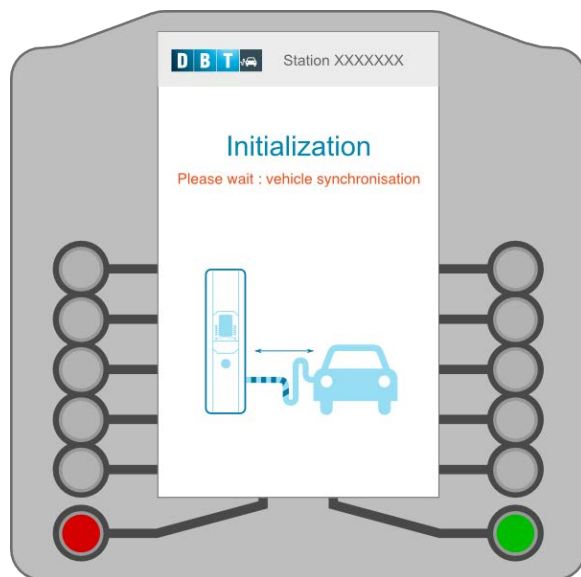 DBT Station XXXXXXX
Initialization
Please wait : vehicle synchronisation